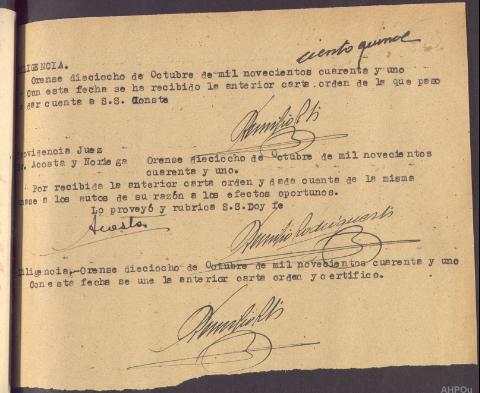 ciento quince
LIGENCIA.
Orense dieciocho de Octubre de mil novecientos cuarenta y uno
Con esta fecha se ha recibido la anterior carta orden de la que paso
dar cuenta a S.S. Conste
ovidencia Juez
r. Acosta y Noriega Orense dieciocho de Octubre de mil novecientos
cuarenta y uno.
Por recibida la anterior carta orden y dada cuenta de la misma
nase a los autos de su razón a los efectos oportunos.
Lo proveyó y rubrica S.S. Doy fe
Acosta
iligencia,-Orense dieciocho de Octubre de mil novecientos cuarenta y uno
Con esta fecha se une la anterior carta orden y certifico.
AHPOu